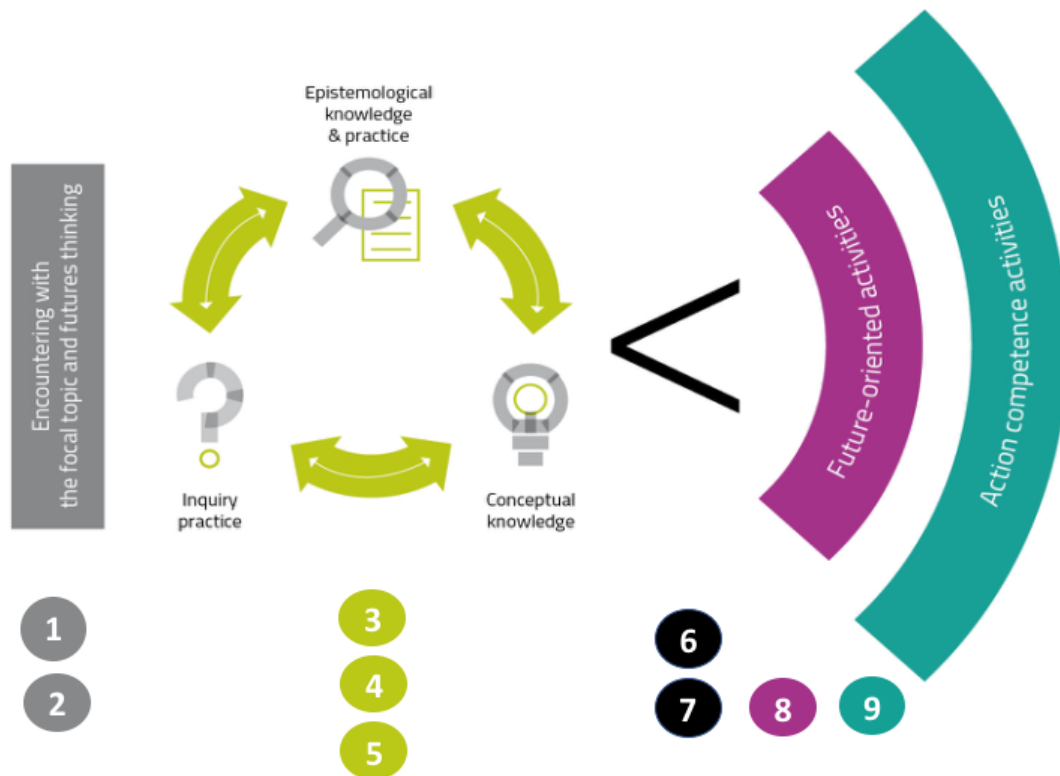 Encountering with
the focal topic and futures thinking
Epistemological
knowledge
& practice
Inquiry
practice
Conceptual
knowledge
Future-oriented activities
Action competence activities
1
2
3
4
5
6
7
8
9